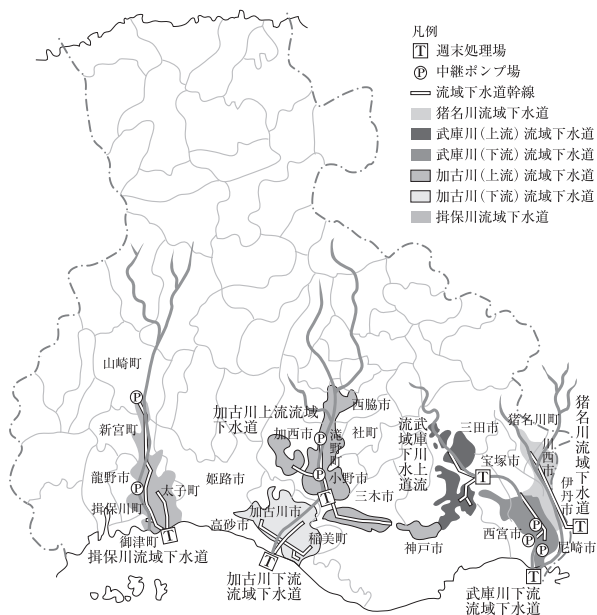 凡例
T 週末処理場
P 中継ポンプ場
流域下水道幹線
猪名川流域下水道
武庫川(上流)流域下水道
武庫川(下流)流域下水道
加古川(上流)流域下水道
加古川(下流)流域下水道
揖保川流域下水道
山崎町
P
新宮町
龍野市
P
揖保川町
太子町
御津町
T
揖保川流域下水道
姫路市
加古川上流流域
下水道
西脇市
加西市
P
滝野町
社町
P
小野市
T
三木市
加古川市
高砂市
稲美町
T
加古川下流
流域下水道
神戸市
武庫川上流
流域下水道
三田市
宝塚市
T
猪名川町
川西市
伊丹市
猪名川流域下水道
T
西宮市
P
P
P
尼崎市
T
武庫川下流
流域下水道